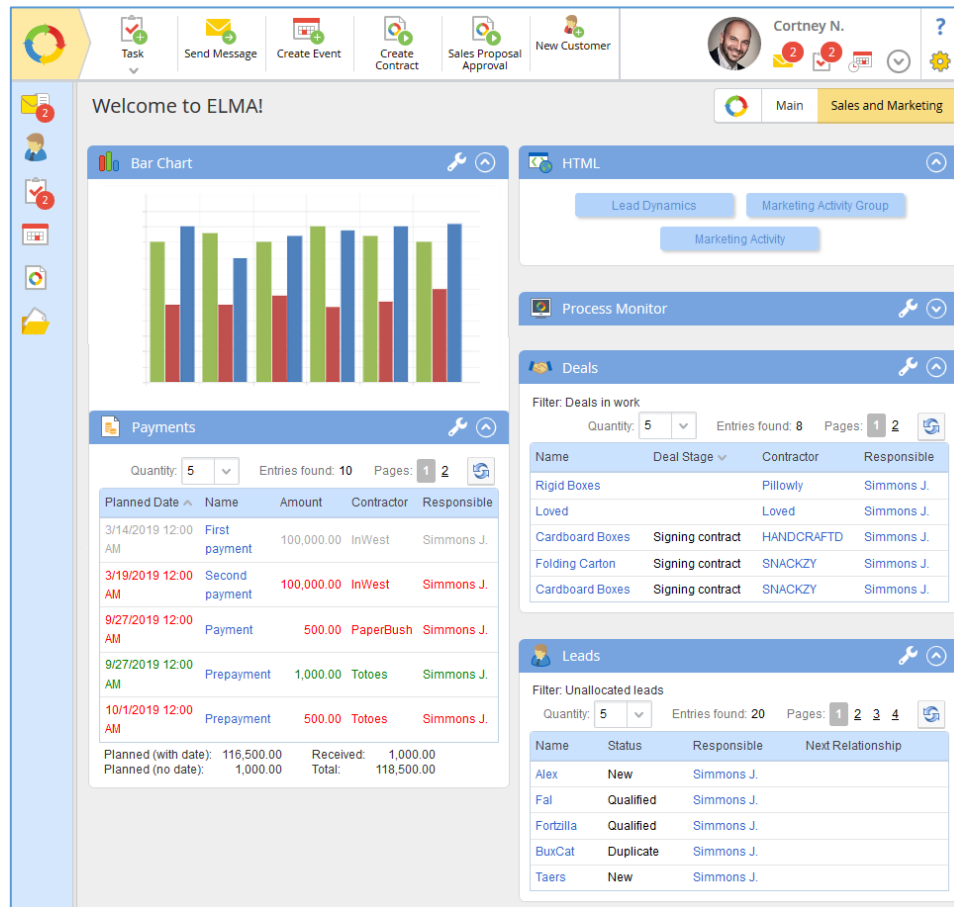 Task
Send Message
Create Event
Create
Contract
Sales Proposal
Approval
New Customer
Cortney N.
?
2
2
2
2
Welcome to ELMA!
Main
Sales and Marketing
Bar Chart
Payments
Quantity: 5 Entries found: 10 Pages: 1 2
Planned Date Name Amount Contractor Responsible
3/14/2019 12:00 AM First payment 100,000.00 InWest Simmons J.
3/19/2019 12:00 AM Second payment 100,000.00 InWest Simmons J.
9/27/2019 12:00 AM Payment 500.00 PaperBush Simmons J.
9/27/2019 12:00 AM Prepayment 1,000.00 Totoes Simmons J.
10/1/2019 12:00 AM Prepayment 500.00 Totoes Simmons J.
Planned (with date): 116,500.00 Received: 1,000.00
Planned (no date): 1,000.00 Total: 118,500.00
HTML
Lead Dynamics
Marketing Activity Group
Marketing Activity
Process Monitor
Deals
Filter: Deals in work
Quantity: 5 Entries found: 8 Pages: 1 2
Name Deal Stage Contractor Responsible
Rigid Boxes Pillowly Simmons J.
Loved Loved Simmons J.
Cardboard Boxes Signing contract HANDCRAFTD Simmons J.
Folding Carton Signing contract SNACKZY Simmons J.
Cardboard Boxes Signing contract SNACKZY Simmons J.
Leads
Filter: Unallocated leads
Quantity: 5 Entries found: 20 Pages: 1 2 3 4
Name Status Responsible Next Relationship
Alex New Simmons J.
Fal Qualified Simmons J.
Fortzilla Qualified Simmons J.
BuxCat Duplicate Simmons J.
Taers New Simmons J.